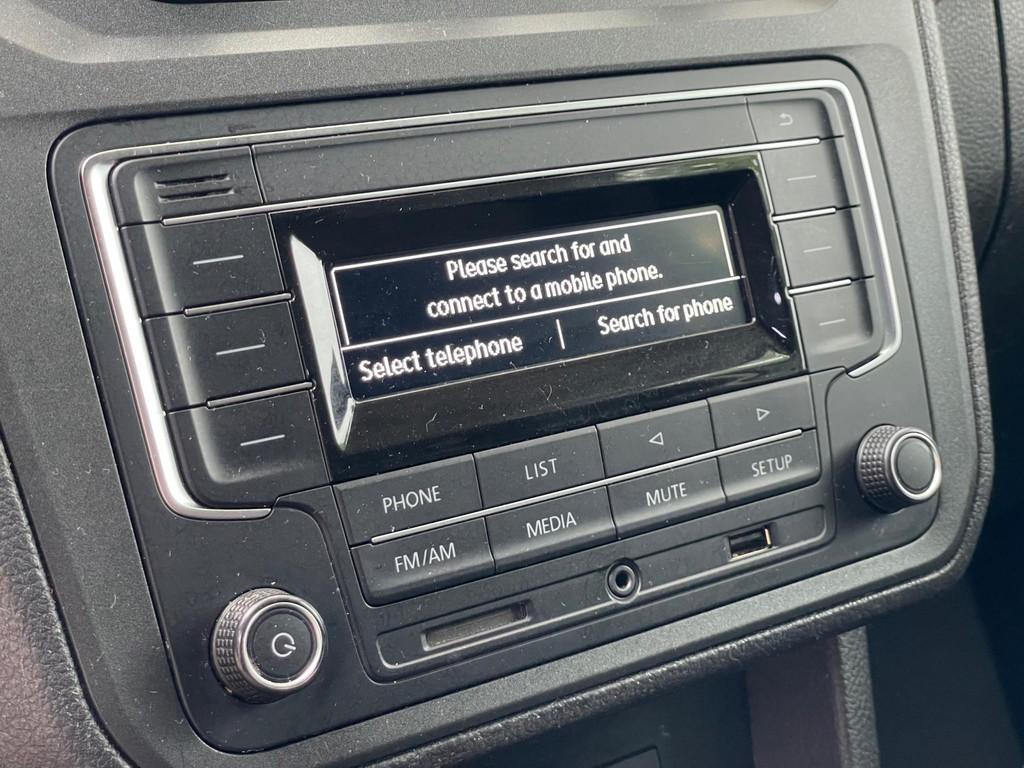 Please search for and
connect to a mobile phone.
Select telephone
Search for phone
PHONE
LIST
FM/AM
MEDIA
MUTE
SETUP